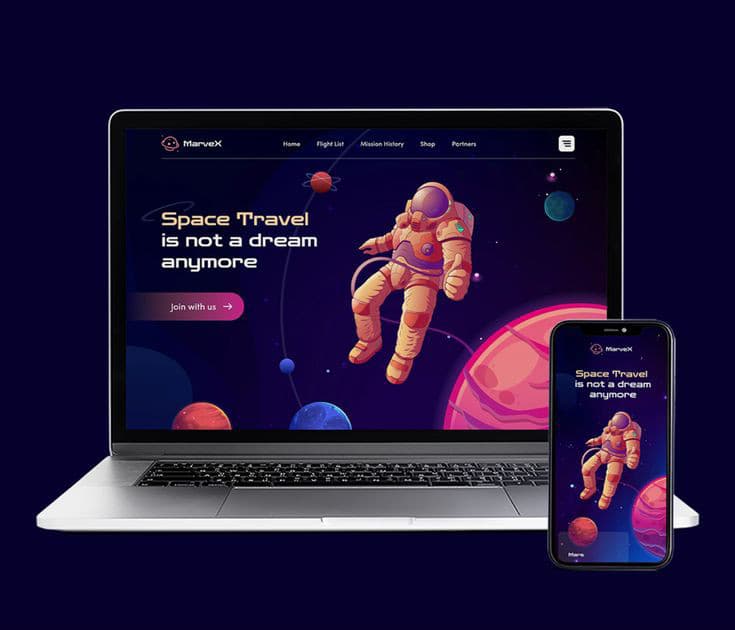 MarveX
Home Flight List Mission History Shop Partners
Space Travel
is not a dream
anymore
Join with us →
MarveX
Space Travel
is not a dream
anymore
Mars